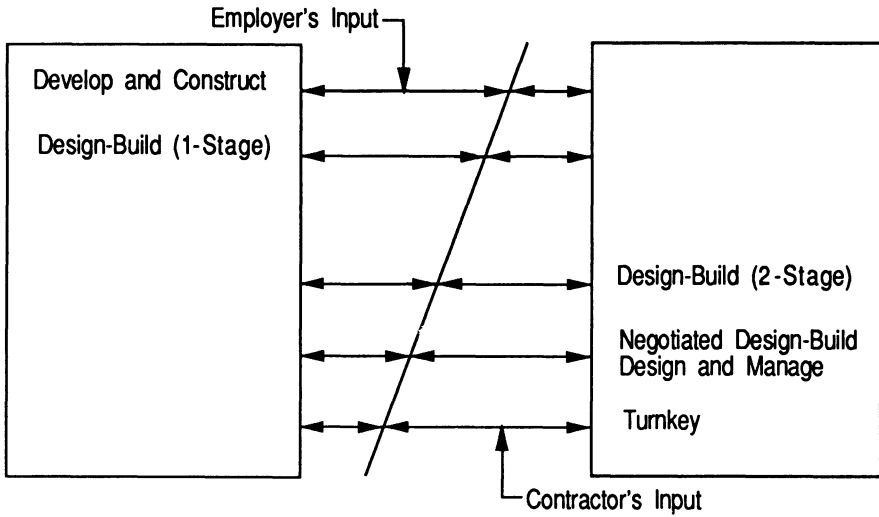 Employer's Input
Develop and Construct
Design-Build (1-Stage)
Design-Build (2-Stage)
Negotiated Design-Build
Design and Manage
Turnkey
Contractor's Input